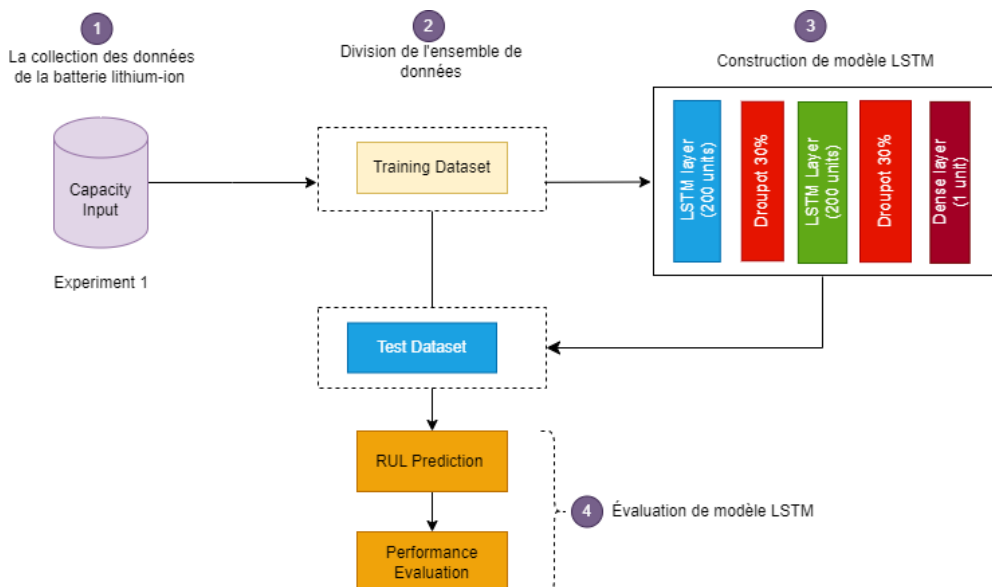 1
La collection des données
de la batterie lithium-ion
Capacity
Input
Experiment 1
2
Division de l'ensemble de
données
Training Dataset
Test Dataset
3
Construction de modèle LSTM
LSTM layer
(200 units)
Droupot 30%
LSTM Layer
(200 units)
Droupot 30%
Dense layer
(1 unit)
RUL Prediction
Performance
Evaluation
4
Évaluation de modèle LSTM